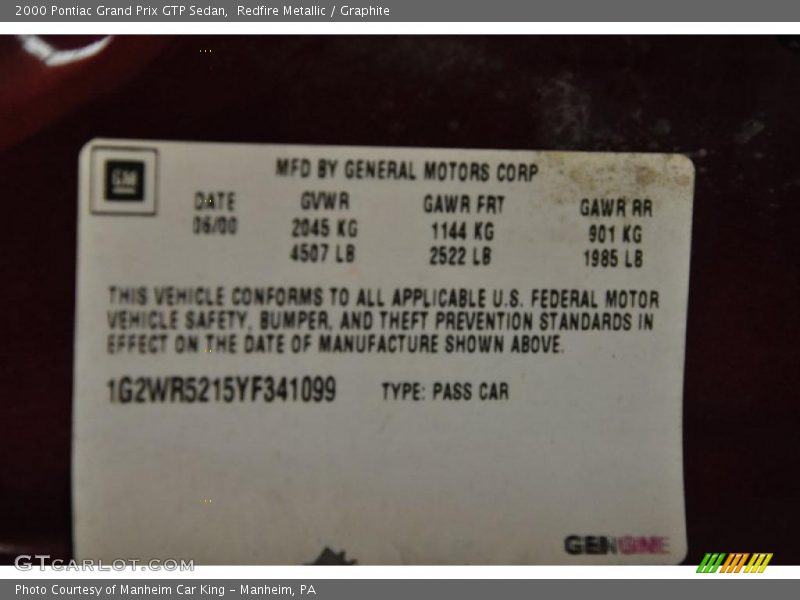 2000 Pontiac Grand Prix GTP Sedan,  Redfire Metallic / Graphite
GM
MFD BY GENERAL MOTORS CORP
DATE GVWR GAWR FRT GAWR RR
06/00 2045 KG 1144 KG 901 KG
4507 LB 2522 LB 1985 LB
THIS VEHICLE CONFORMS TO ALL APPLICABLE U.S. FEDERAL MOTOR
VEHICLE SAFETY, BUMPER, AND THEFT PREVENTION STANDARDS IN
EFFECT ON THE DATE OF MANUFACTURE SHOWN ABOVE.
1G2WR5215YF341099 TYPE: PASS CAR
GENUINE
GTCARLOT.COM
Photo Courtesy of Manheim Car King - Manheim, PA